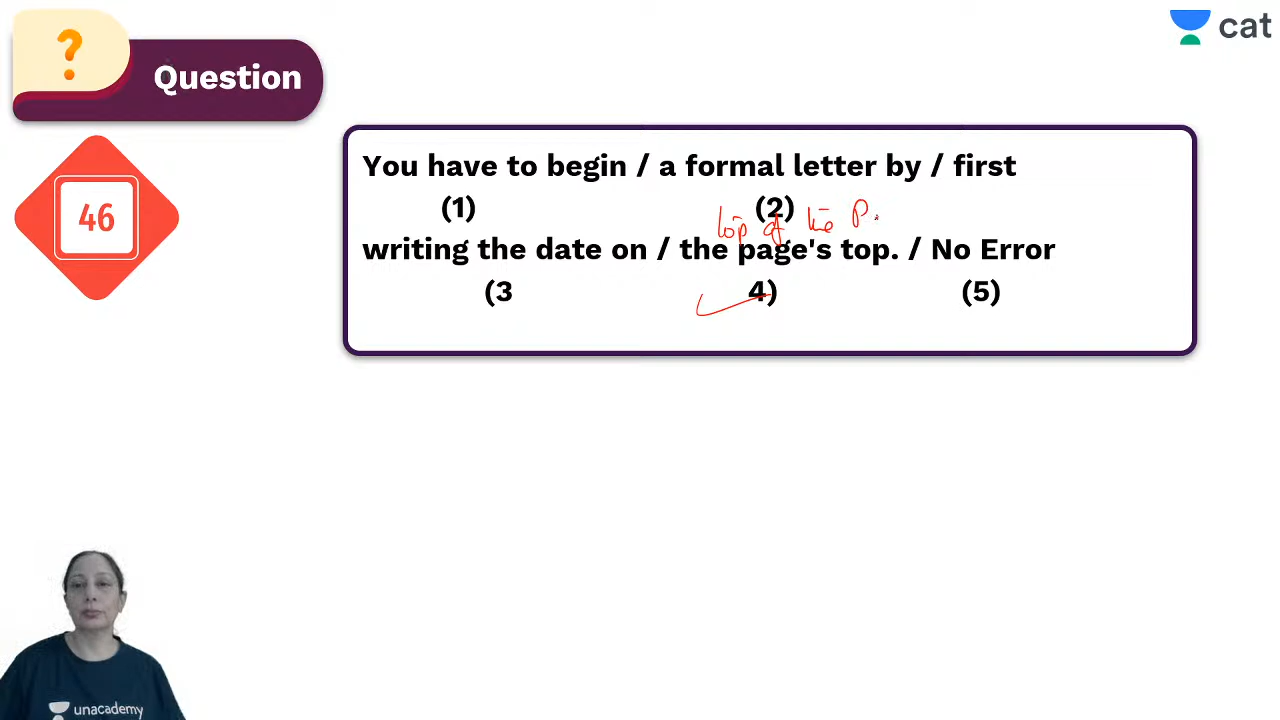 ?
Question
cat
46
You have to begin / a formal letter by / first
(1) (2)
top of the P.
writing the date on / the page's top. / No Error
(3 4) (5)
unacademy